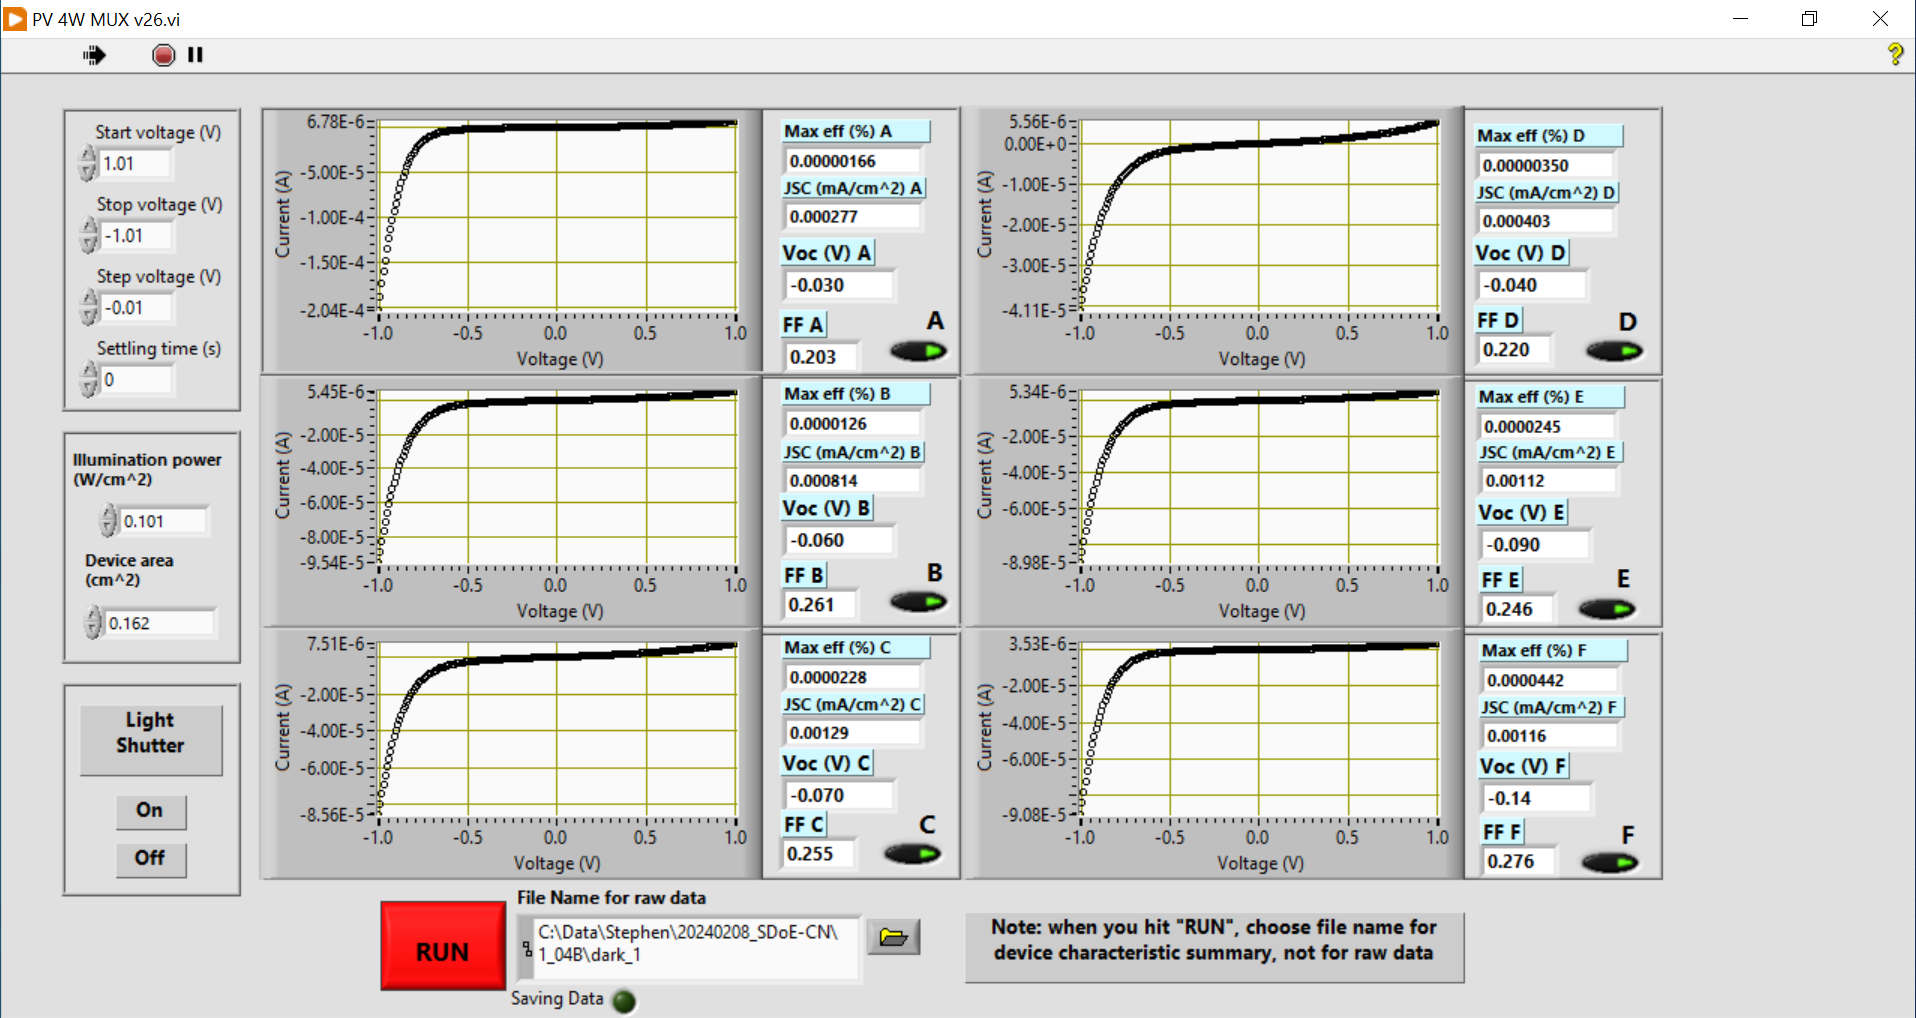 PV 4W MUX v26.vi
?
Start voltage (V)
1.01
Stop voltage (V)
-1.01
Step voltage (V)
-0.01
Settling time (s)
0
Illumination power
(W/cm^2)
0.101
Device area
(cm^2)
0.162
Light
Shutter
On
Off
6.78E-6
-5.00E-5
-1.00E-4
-1.50E-4
-2.04E-4
Current (A)
-1.0 -0.5 0.0 0.5 1.0
Voltage (V)
Max eff (%) A
0.00000166
JSC (mA/cm^2) A
0.000277
Voc (V) A
-0.030
FF A
0.203
A
5.56E-6
0.00E+0
-1.00E-5
-2.00E-5
-3.00E-5
-4.11E-5
Current (A)
-1.0 -0.5 0.0 0.5 1.0
Voltage (V)
Max eff (%) D
0.00000350
JSC (mA/cm^2) D
0.000403
Voc (V) D
-0.040
FF D
0.220
D
5.45E-6
-2.00E-5
-4.00E-5
-6.00E-5
-8.00E-5
-9.54E-5
Current (A)
-1.0 -0.5 0.0 0.5 1.0
Voltage (V)
Max eff (%) B
0.0000126
JSC (mA/cm^2) B
0.000814
Voc (V) B
-0.060
FF B
0.261
B
5.34E-6
-2.00E-5
-4.00E-5
-6.00E-5
-8.98E-5
Current (A)
-1.0 -0.5 0.0 0.5 1.0
Voltage (V)
Max eff (%) E
0.0000245
JSC (mA/cm^2) E
0.00112
Voc (V) E
-0.090
FF E
0.246
E
7.51E-6
-2.00E-5
-4.00E-5
-6.00E-5
-8.56E-5
Current (A)
-1.0 -0.5 0.0 0.5 1.0
Voltage (V)
Max eff (%) C
0.0000228
JSC (mA/cm^2) C
0.00129
Voc (V) C
-0.070
FF C
0.255
C
3.53E-6
-2.00E-5
-4.00E-5
-6.00E-5
-9.08E-5
Current (A)
-1.0 -0.5 0.0 0.5 1.0
Voltage (V)
Max eff (%) F
0.0000442
JSC (mA/cm^2) F
0.00116
Voc (V) F
-0.14
FF F
0.276
F
RUN
File Name for raw data
C:\Data\Stephen\20240208_SDoE-CN\
1_04B\dark_1
Saving Data
Note: when you hit "RUN", choose file name for
device characteristic summary, not for raw data